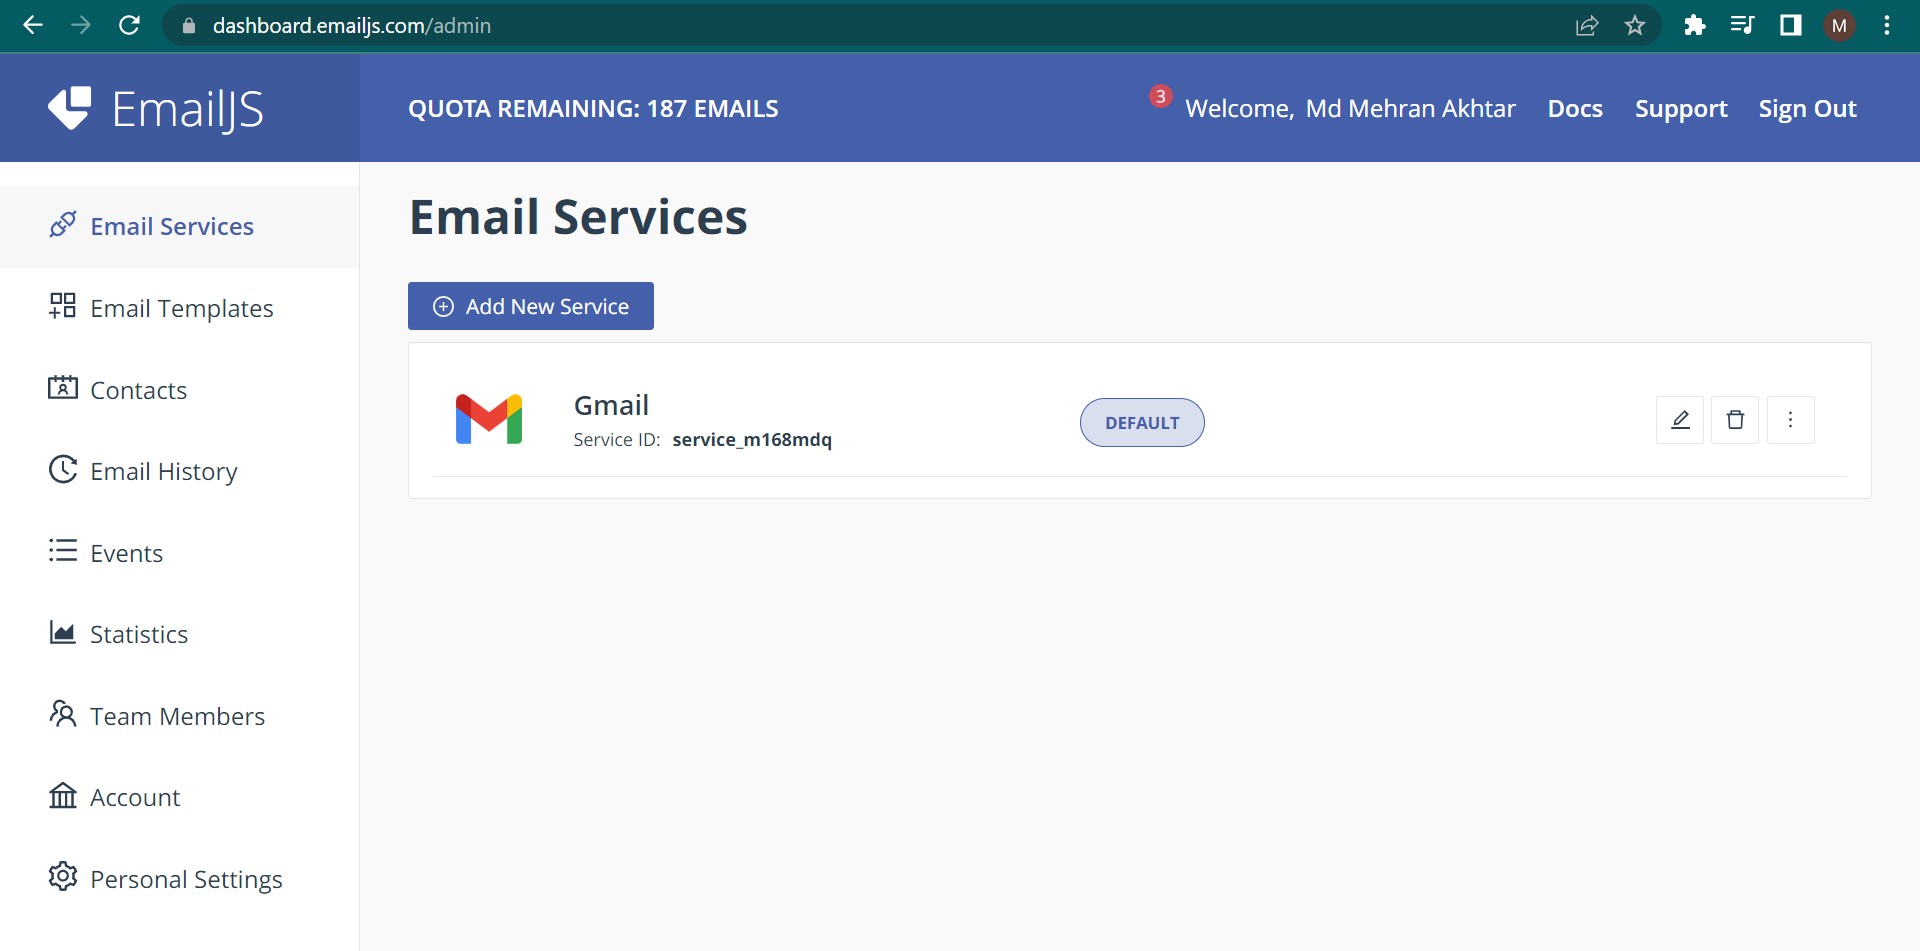 dashboard.emailjs.com/admin
M
EmailJS
QUOTA REMAINING: 187 EMAILS
3
Welcome, Md Mehran Akhtar
Docs
Support
Sign Out
Email Services
Email Templates
Contacts
Email History
Events
Statistics
Team Members
Account
Personal Settings
Email Services
Add New Service
Gmail
Service ID: service_m168mdq
DEFAULT